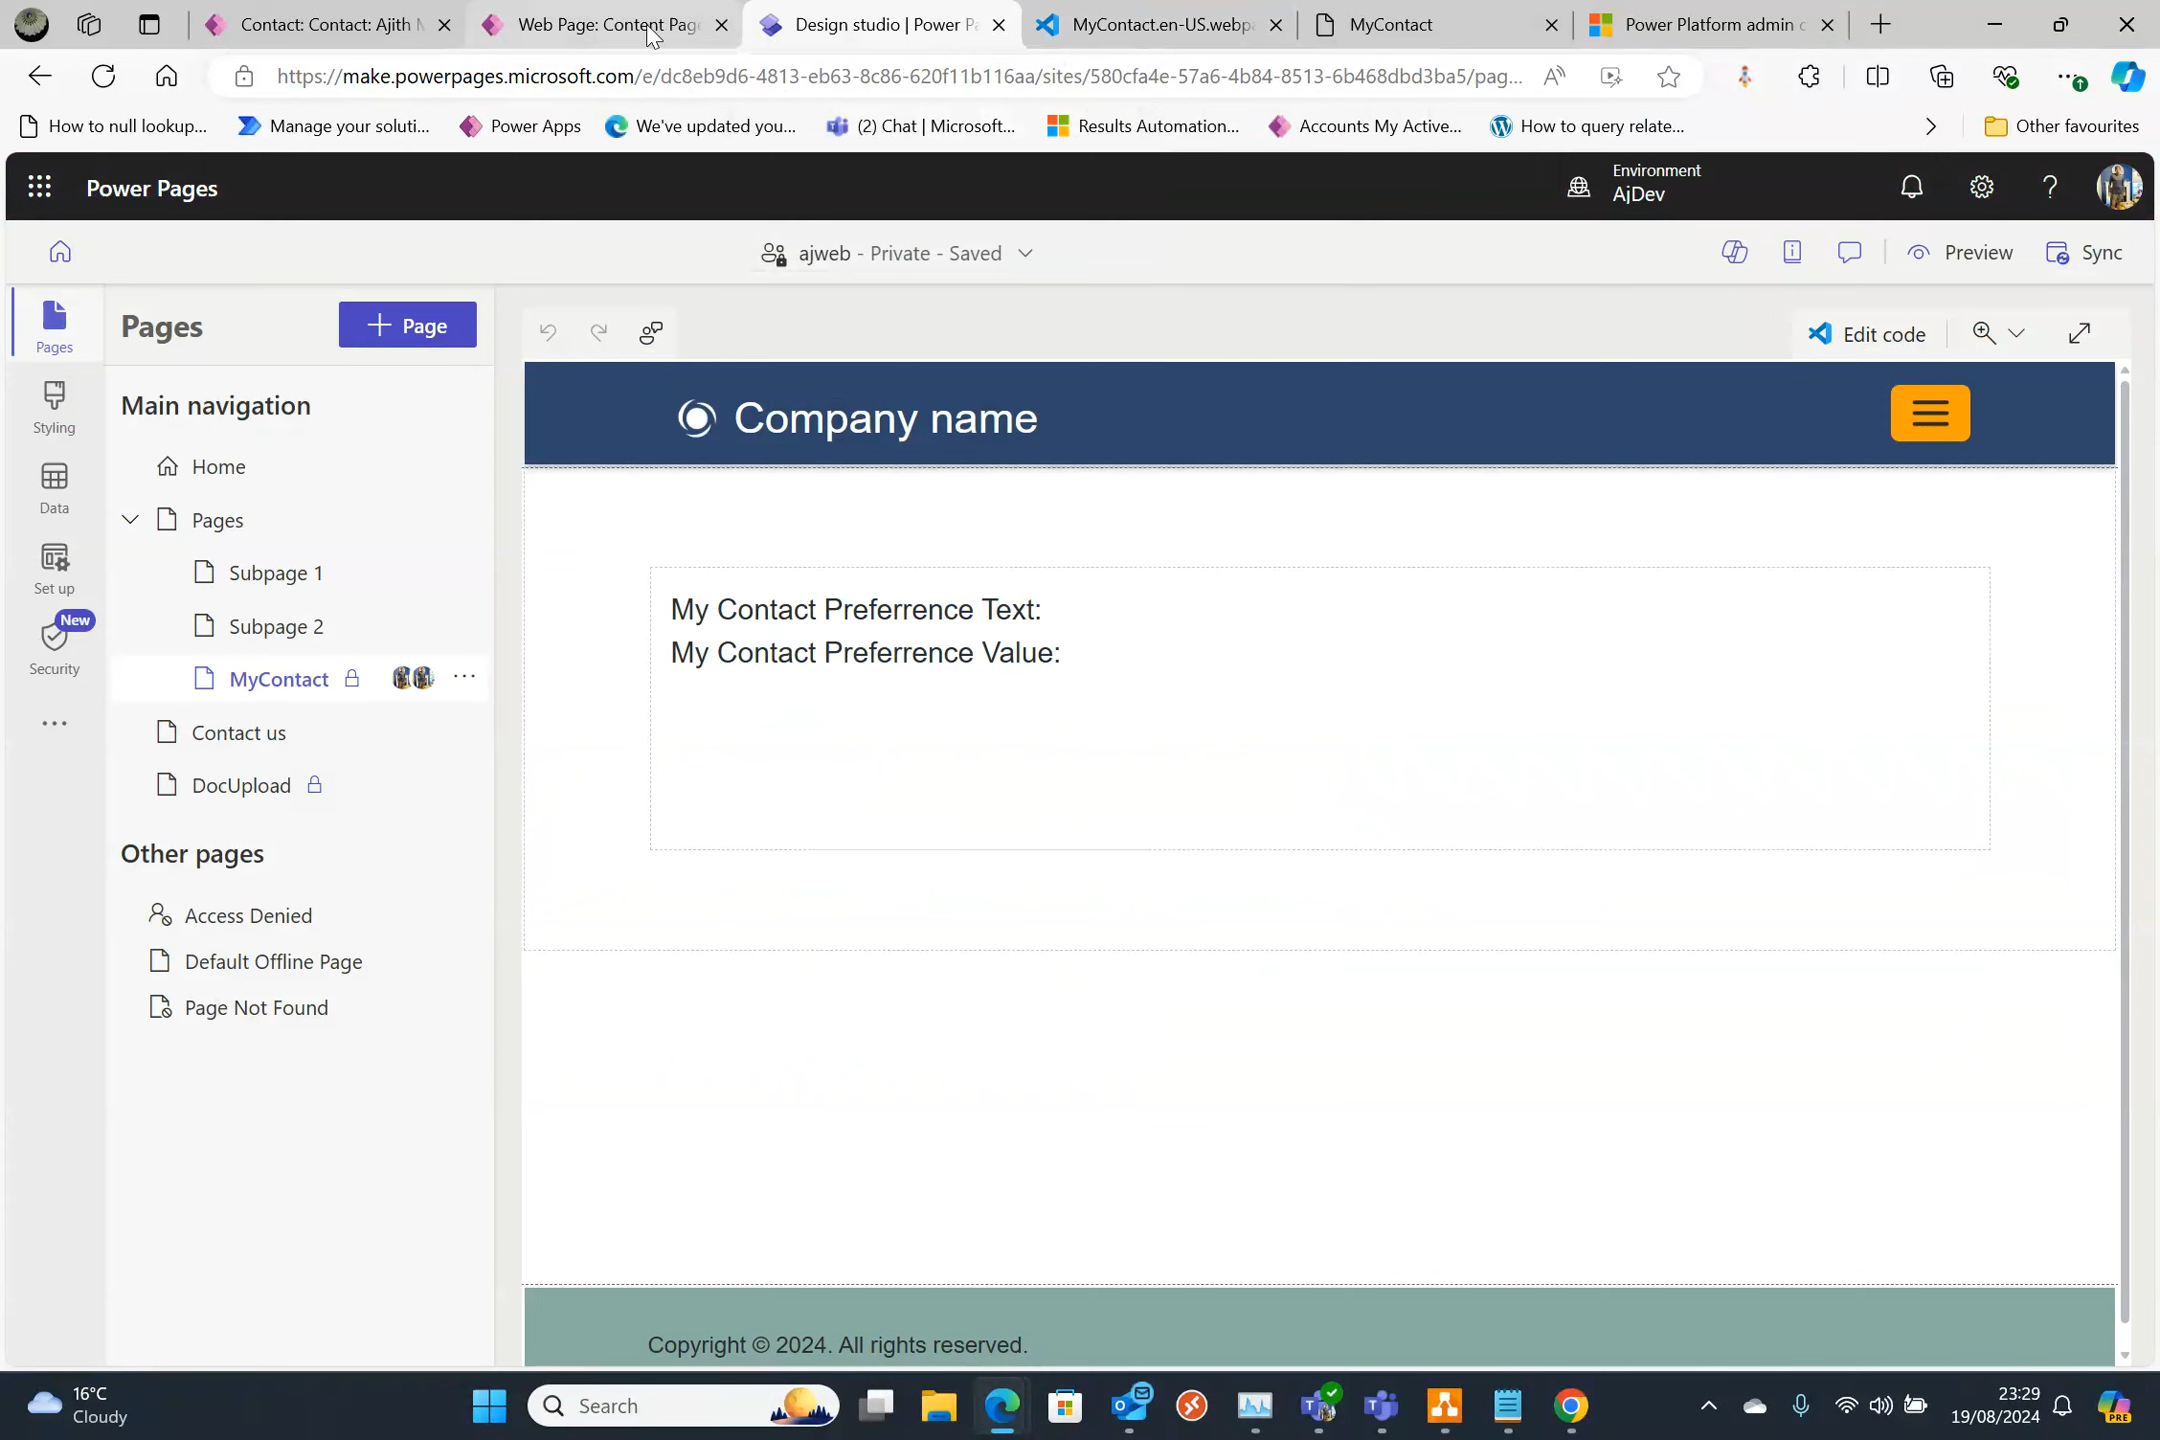 Contact: Contact: Ajith M
Web Page: Content Page
Design studio | Power Pa
MyContact.en-US.webpa
MyContact
Power Platform admin c
https://make.powerpages.microsoft.com/e/dc8eb9d6-4813-eb63-8c86-620f11b116aa/sites/580cfa4e-57a6-4b84-8513-6b468dbd3ba5/pag...
How to null lookup...
Manage your soluti...
Power Apps
We've updated you...
(2) Chat | Microsoft...
Results Automation...
Accounts My Active...
How to query relate...
Other favourites
Power Pages
Environment
AjDev
ajweb - Private - Saved
Preview
Sync
Pages
Styling
Data
Set up
New
Security
Pages
Page
Main navigation
Home
Pages
Subpage 1
Subpage 2
MyContact
Contact us
DocUpload
Other pages
Access Denied
Default Offline Page
Page Not Found
Edit code
Company name
My Contact Preferrence Text:
My Contact Preferrence Value:
Copyright © 2024. All rights reserved.
16°C
Cloudy
Search
23:29
19/08/2024
PRE